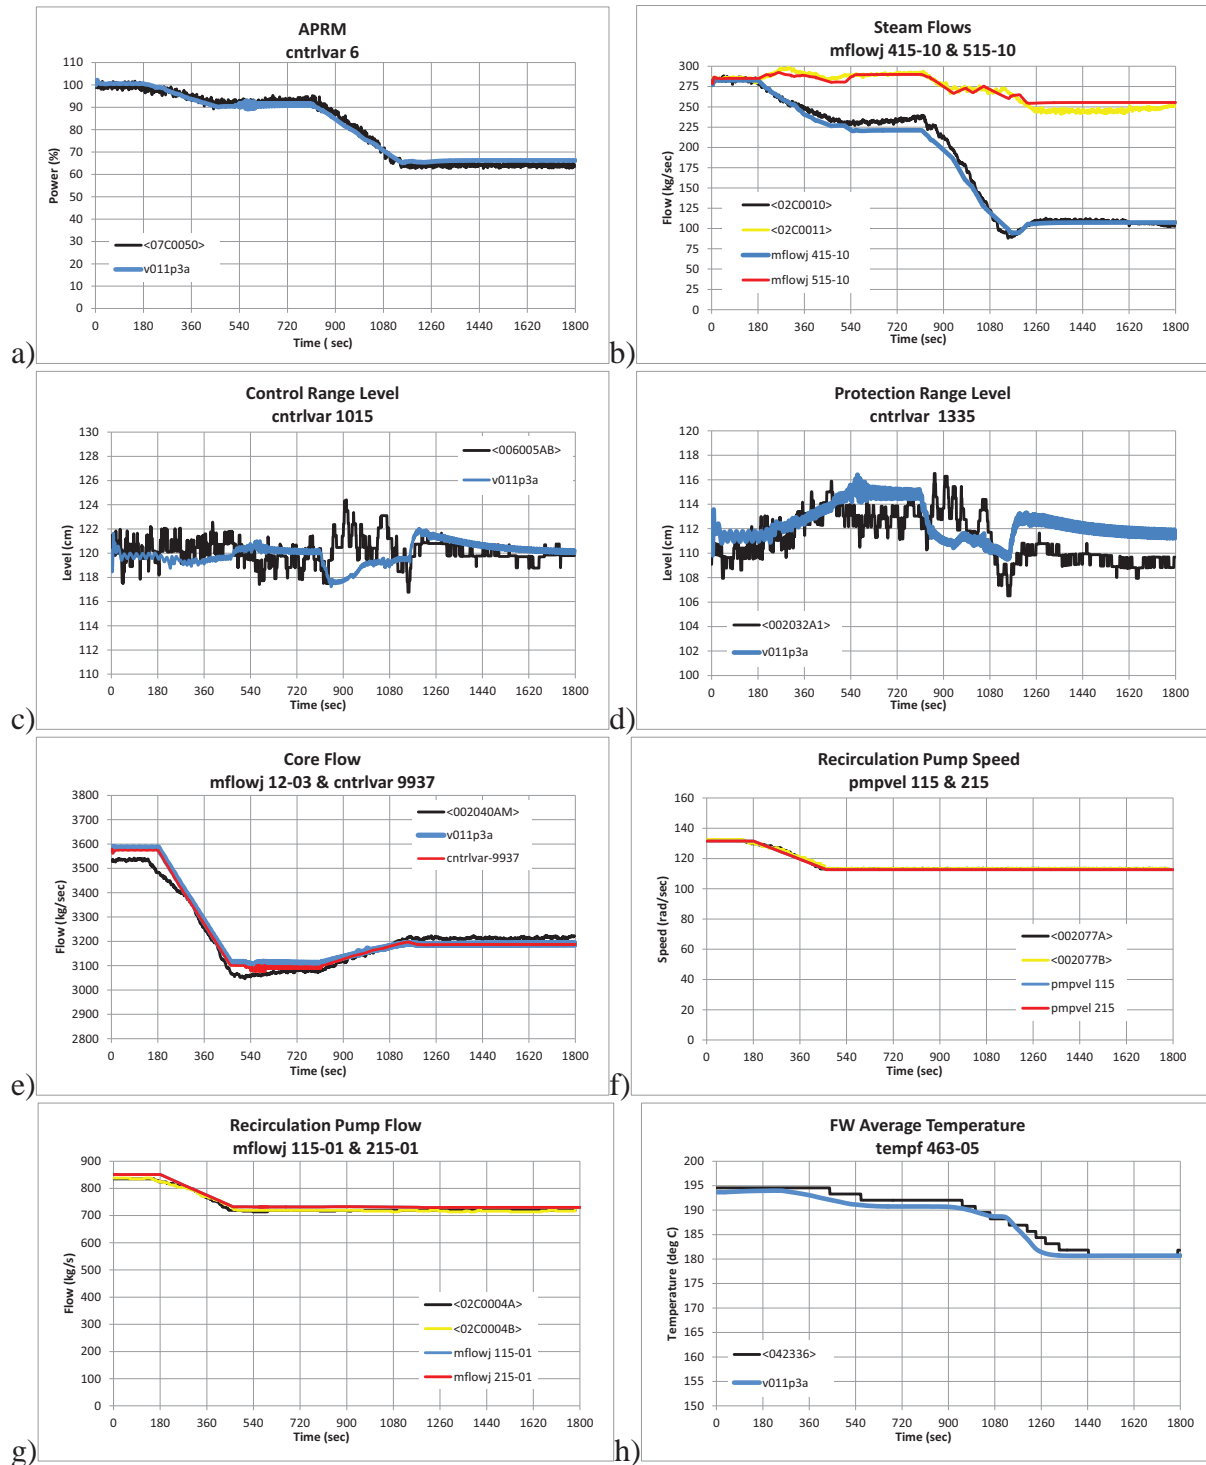 APRM
cntrlvar 6
110
100
90
80
70
60
50
40
30
20
10
0
Power (%)
<07C0050>
v011p3a
0 180 360 540 720 900 1080 1260 1440 1620 1800
Time ( sec)
a)
Steam Flows
mflowj 415-10 & 515-10
300
275
250
225
200
175
150
125
100
75
50
25
0
Flow (kg/sec)
<02C0010>
<02C0011>
mflowj 415-10
mflowj 515-10
0 180 360 540 720 900 1080 1260 1440 1620 1800
Time (sec)
b)
Control Range Level
cntrlvar 1015
130
128
126
124
122
120
118
116
114
112
110
Level (cm)
<006005AB>
v011p3a
0 180 360 540 720 900 1080 1260 1440 1620 1800
Time (sec)
c)
Protection Range Level
cntrlvar 1335
120
118
116
114
112
110
108
106
104
102
100
Level (cm)
<002032A1>
v011p3a
0 180 360 540 720 900 1080 1260 1440 1620 1800
Time (sec)
d)
Core Flow
mflowj 12-03 & cntrlvar 9937
3800
3700
3600
3500
3400
3300
3200
3100
3000
2900
2800
Flow (kg/sec)
<002040AM>
v011p3a
cntrlvar-9937
0 180 360 540 720 900 1080 1260 1440 1620 1800
Time (sec)
e)
Recirculation Pump Speed
pmpvel 115 & 215
160
140
120
100
80
60
40
20
0
Speed (rad/sec)
<002077A>
<002077B>
pmpvel 115
pmpvel 215
0 180 360 540 720 900 1080 1260 1440 1620 1800
Time (sec)
f)
Recirculation Pump Flow
mflowj 115-01 & 215-01
900
800
700
600
500
400
300
200
100
0
Flow (kg/s)
<02C0004A>
<02C0004B>
mflowj 115-01
mflowj 215-01
0 180 360 540 720 900 1080 1260 1440 1620 1800
Time (sec)
g)
FW Average Temperature
tempf 463-05
200
195
190
185
180
175
170
165
160
155
150
Temperature (deg C)
<042336>
v011p3a
0 180 360 540 720 900 1080 1260 1440 1620 1800
Time (sec)
h)